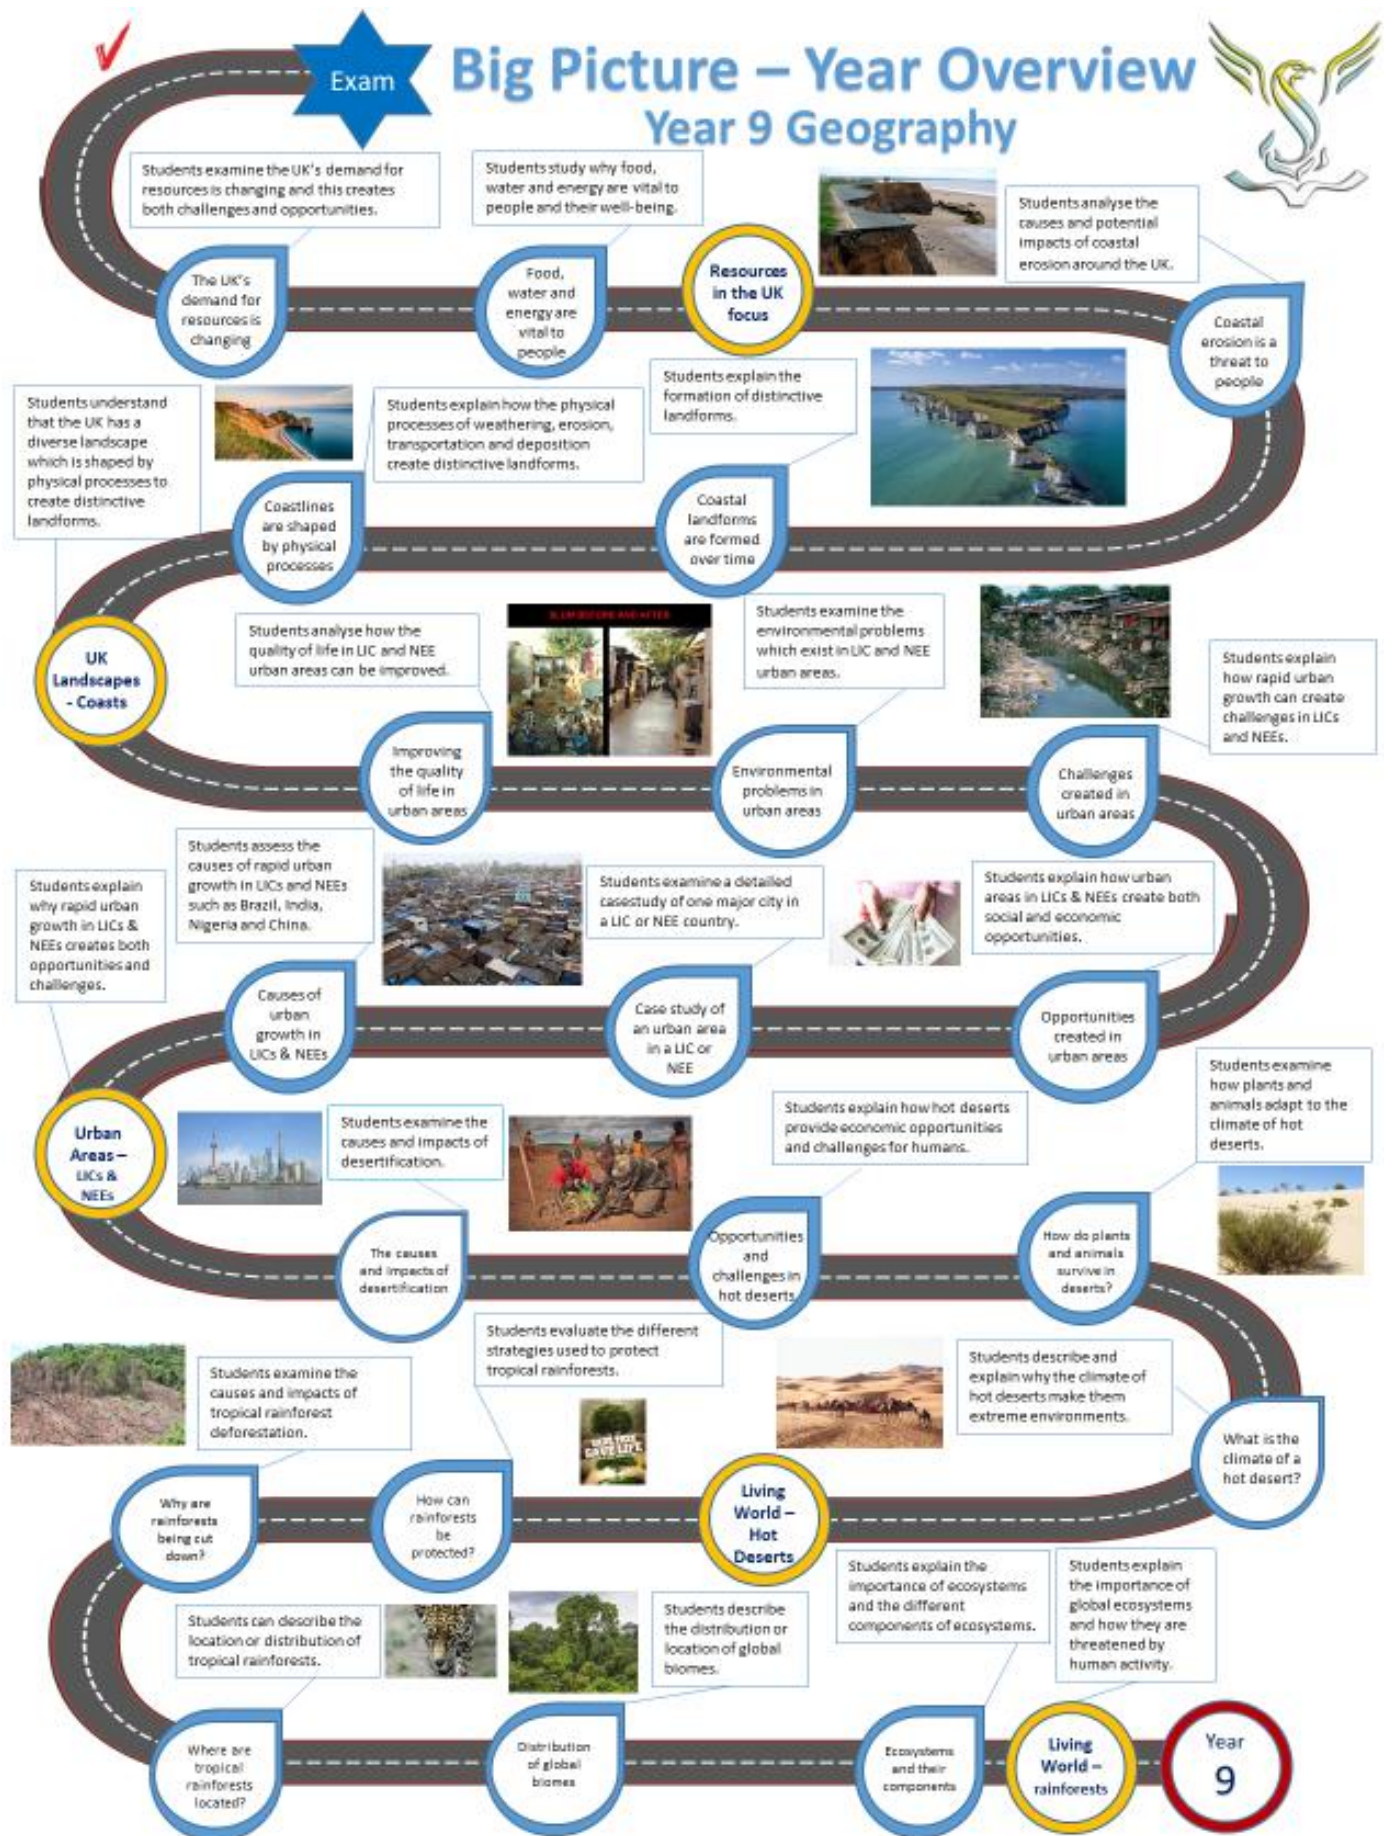 Exam
Big Picture – Year Overview
Year 9 Geography
Students examine the UK's demand for
resources is changing and this creates
both challenges and opportunities.
Students study why food,
water and energy are vital to
people and their well-being.
Students analyse the
causes and potential
impacts of coastal
erosion around the UK.
The UK's
demand for
resources is
changing
Food,
water and
energy are
vital to
people
Resources
in the UK
focus
Coastal
erosion is a
threat to
people
Students understand
that the UK has a
diverse landscape
which is shaped by
physical processes to
create distinctive
landforms.
Students explain how the physical
processes of weathering, erosion,
transportation and deposition
create distinctive landforms.
Students explain the
formation of distinctive
landforms.
Coastlines
are shaped
by physical
processes
Coastal
landforms
are formed
over time
UK
Landscapes
- Coasts
Students analyse how the
quality of life in LIC and NEE
urban areas can be improved.
SLUM BEFORE AND AFTER
Students examine the
environmental problems
which exist in LIC and NEE
urban areas.
Students explain
how rapid urban
growth can create
challenges in LICs
and NEEs.
Improving
the quality
of life in
urban areas
Environmental
problems in
urban areas
Challenges
created in
urban areas
Students explain
why rapid urban
growth in LICs &
NEEs creates both
opportunities and
challenges.
Students assess the
causes of rapid urban
growth in LICs and NEEs
such as Brazil, India,
Nigeria and China.
Students examine a detailed
casestudy of one major city in
a LIC or NEE country.
Students explain how urban
areas in LICs & NEEs create both
social and economic
opportunities.
Causes of
urban
growth in
LICs & NEEs
Case study of
an urban area
in a LIC or
NEE
Opportunities
created in
urban areas
Urban
Areas –
LICs &
NEEs
Students examine the
causes and impacts of
desertification.
Students explain how hot deserts
provide economic opportunities
and challenges for humans.
Students examine
how plants and
animals adapt to the
climate of hot
deserts.
The causes
and impacts of
desertification
Opportunities
and
challenges in
hot deserts
How do plants
and animals
survive in
deserts?
Students examine the
causes and impacts of
tropical rainforest
deforestation.
Students evaluate the different
strategies used to protect
tropical rainforests.
SAVE TREE
SAVE LIFE
Students describe and
explain why the climate of
hot deserts make them
extreme environments.
Why are
rainforests
being cut
down?
How can
rainforests
be
protected?
Living
World –
Hot
Deserts
What is the
climate of a
hot desert?
Students can describe the
location or distribution of
tropical rainforests.
Students describe
the distribution or
location of global
biomes.
Students explain the
importance of ecosystems
and the different
components of ecosystems.
Students explain
the importance of
global ecosystems
and how they are
threatened by
human activity.
Where are
tropical
rainforests
located?
Distribution
of global
biomes
Ecosystems
and their
components
Living
World –
rainforests
Year
9